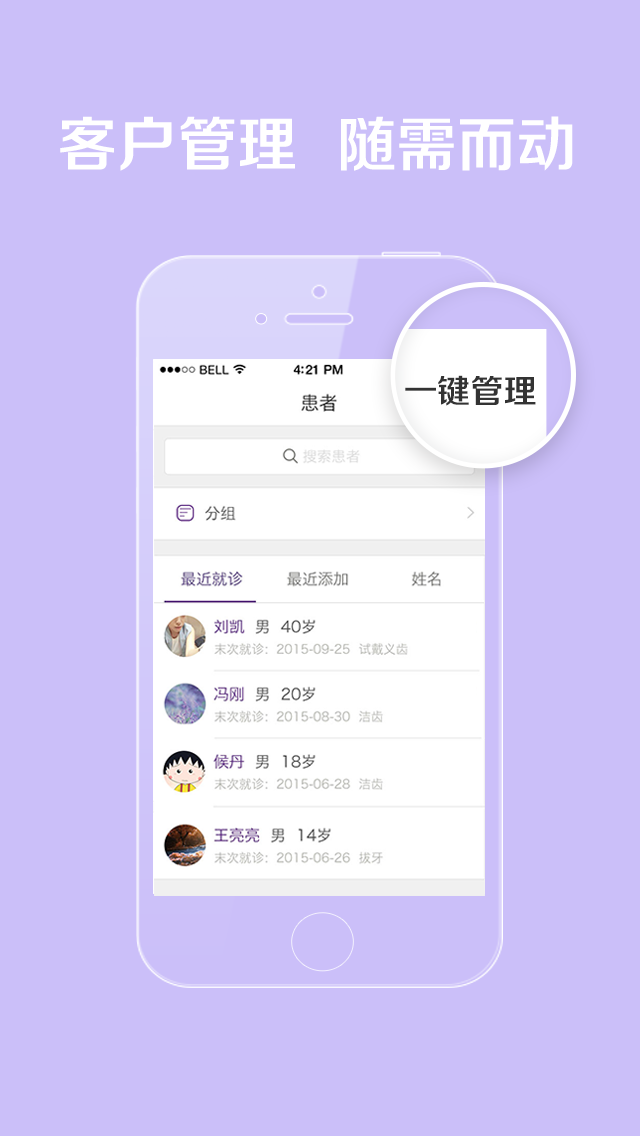 客户管理 随需而动
BELL 4:21 PM
患者
一键管理
搜索患者
分组
最近就诊 最近添加 姓名
刘凯 男 40岁
末次就诊：2015-09-25 试戴义齿
冯刚 男 20岁
末次就诊：2015-08-30 洁齿
候丹 男 18岁
末次就诊：2015-06-28 洁齿
王亮亮 男 14岁
末次就诊：2015-06-26 拔牙